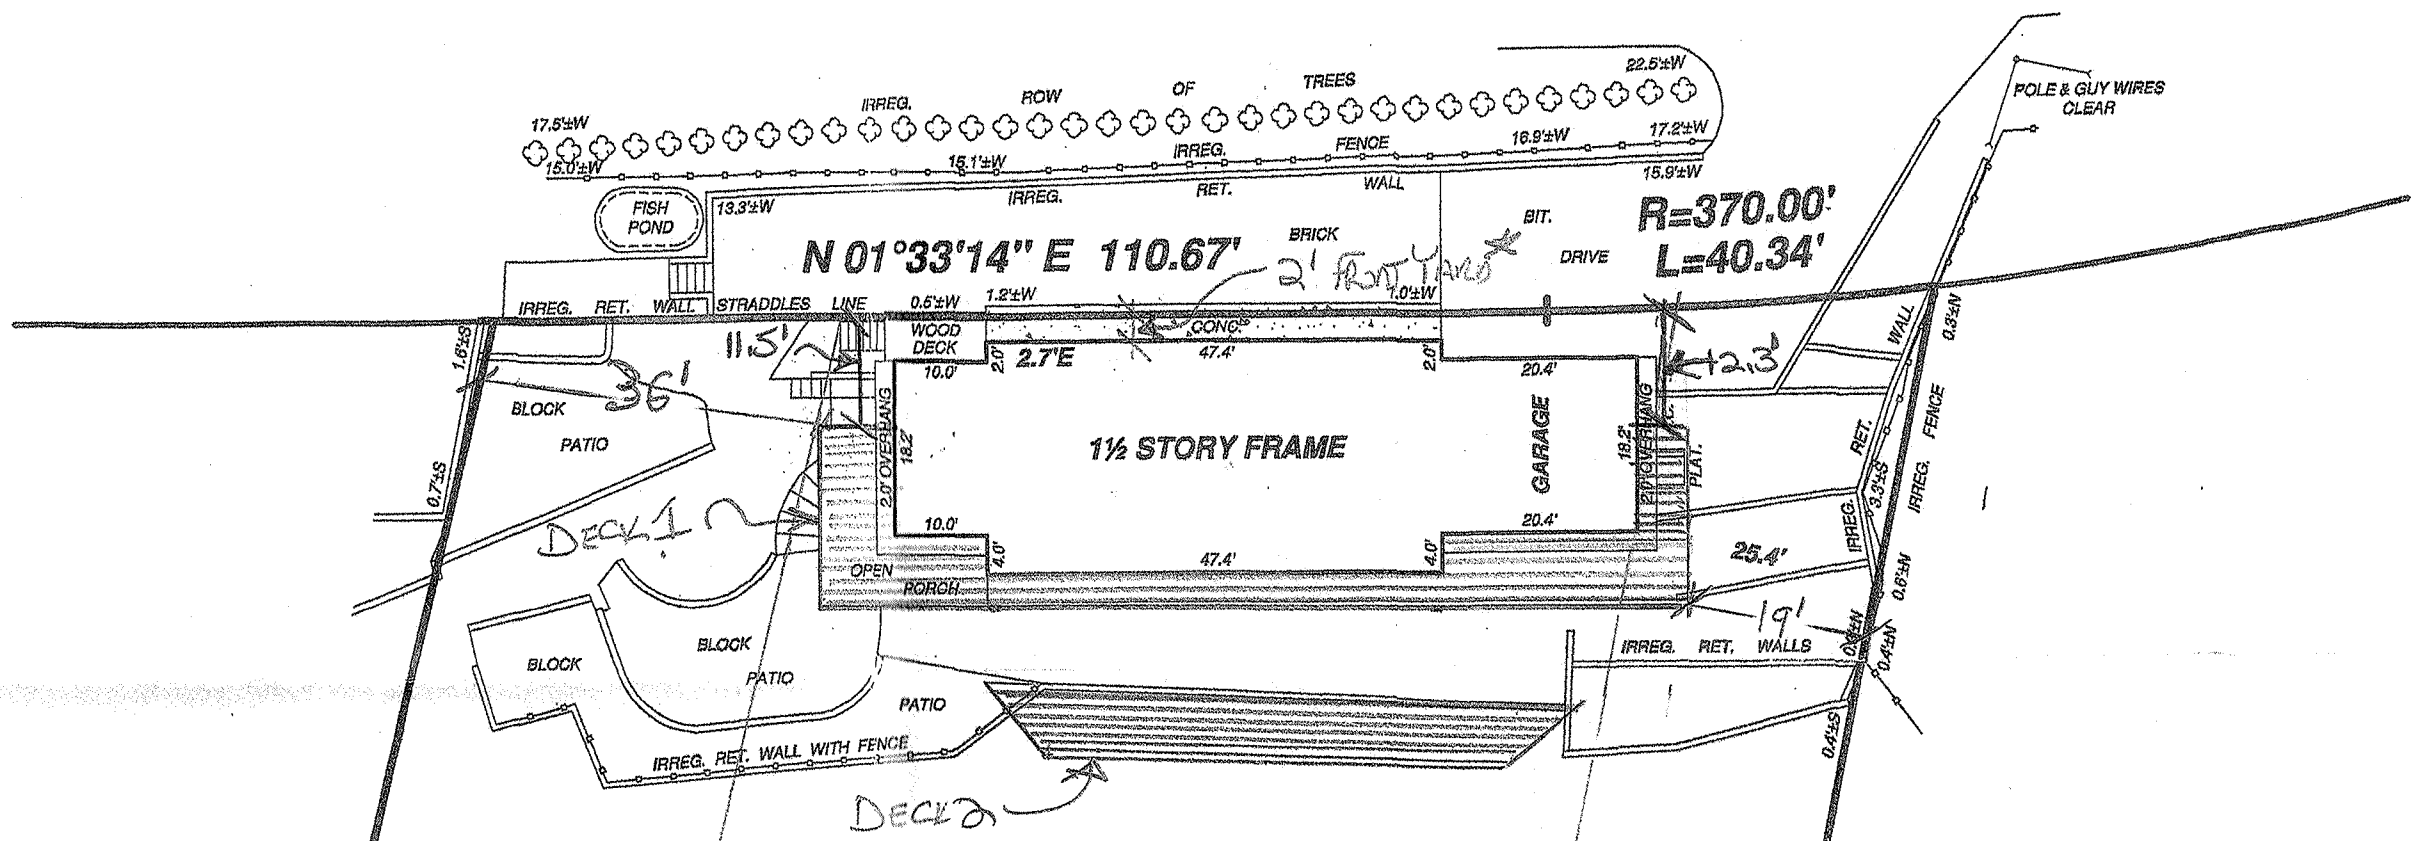 22.5'±W
IRREG. ROW OF TREES
POLE & GUY WIRES
CLEAR
17.5'±W
15.0'±W
15.1'±W
IRREG. FENCE
16.9'±W
17.2'±W
IRREG. RET. WALL
15.9'±W
FISH
POND
13.3'±W
R=370.00'
L=40.34'
BIT.
DRIVE
BRICK
N 01°33'14" E 110.67'
2' FRONT YARD*
IRREG. RET. WALL STRADDLES LINE
0.5'±W
1.2'±W
1.0'±W
WOOD
DECK
CONC.
1.6'±S
11.5'
2.7'E
47.4'
2.0'
2.0'
10.0'
20.4'
12.3'
WALL
0.3'±N
36'
BLOCK
PATIO
2.0' OVERHANG
18.2'
1½ STORY FRAME
GARAGE
18.2'
2.0' OVERHANG
PLAT.
RET.
IRREG.
3.3'±S
IRREG. FENCE
0.7'±S
DECK 1
10.0'
4.0'
47.4'
4.0'
20.4'
25.4'
OPEN
PORCH
0.6'±N
19'
0.4'±N
IRREG. RET. WALLS
BLOCK
PATIO
BLOCK
PATIO
IRREG. RET. WALL WITH FENCE
0.4'±S
DECK 2